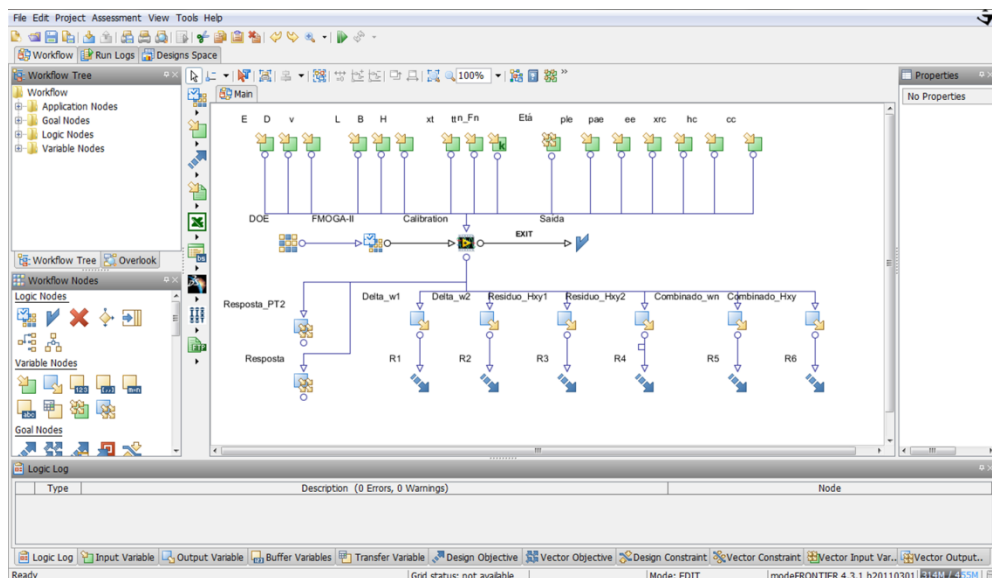 File Edit Project Assessment View Tools Help
Workflow Run Logs Designs Space
Workflow Tree
Workflow
Application Nodes
Goal Nodes
Logic Nodes
Variable Nodes
Workflow Tree Overlook
Workflow Nodes
Logic Nodes
Variable Nodes
Goal Nodes
100%
Main
E D v L B H xt tt n_Fn Età ple pae ee xrc hc cc
k
DOE FMOGA-II Calibration Saida
EXIT
Resposta_PT2 Delta_w1 Delta_w2 Residuo_Hxy1 Residuo_Hxy2 Combinado_wn Combinado_Hxy
Resposta R1 R2 R3 R4 R5 R6
Properties
No Properties
Logic Log
Type Description (0 Errors, 0 Warnings) Node
Logic Log Input Variable Output Variable Buffer Variables Transfer Variable Design Objective Vector Objective Design Constraint Vector Constraint Vector Input Var... Vector Output..
Ready Grid status: not available Mode: EDIT modeFRONTIER 4.3.1 b20110301 314M / 455M